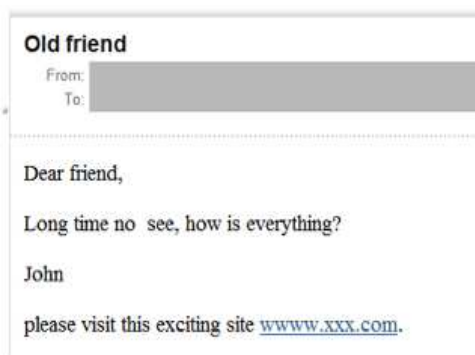 Old friend
From:
To:
Dear friend,
Long time no see, how is everything?
John
please visit this exciting site wwww.xxx.com.